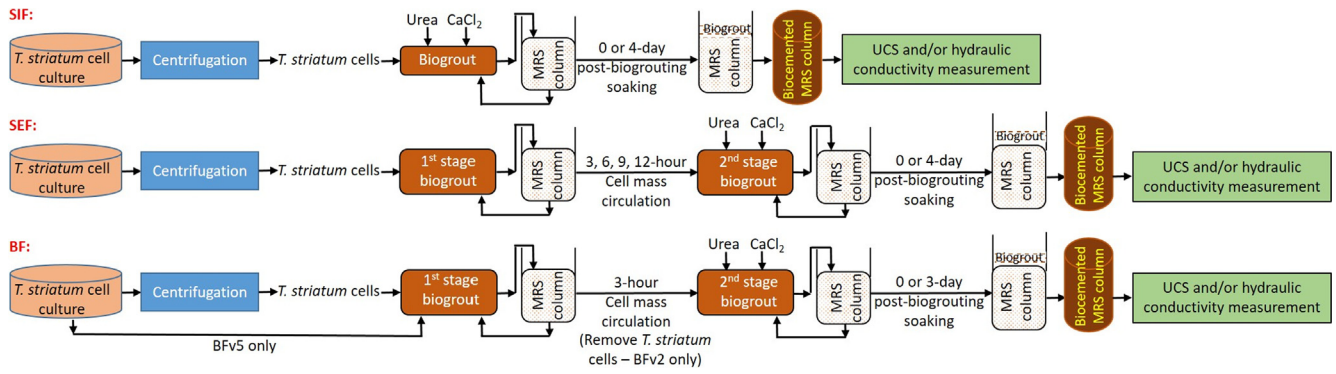 SIF:
T. striatum cell
culture
Centrifugation
T. striatum cells
Urea
CaCl₂
Biogrout
MRS
column
0 or 4-day
post-biogrouting
soaking
Biogrout
MRS
column
Biocemented
MRS column
UCS and/or hydraulic
conductivity measurement
SEF:
T. striatum cell
culture
Centrifugation
T. striatum cells
1st stage
biogrout
MRS
column
3, 6, 9, 12-hour
Cell mass
circulation
Urea
CaCl₂
2nd stage
biogrout
MRS
column
0 or 4-day
post-biogrouting
soaking
Biogrout
MRS
column
Biocemented
MRS column
UCS and/or hydraulic
conductivity measurement
BF:
T. striatum cell
culture
Centrifugation
T. striatum cells
BFv5 only
1st stage
biogrout
MRS
column
3-hour
Cell mass
circulation
(Remove T. striatum
cells – BFv2 only)
Urea
CaCl₂
2nd stage
biogrout
MRS
column
0 or 3-day
post-biogrouting
soaking
Biogrout
MRS
column
Biocemented
MRS column
UCS and/or hydraulic
conductivity measurement